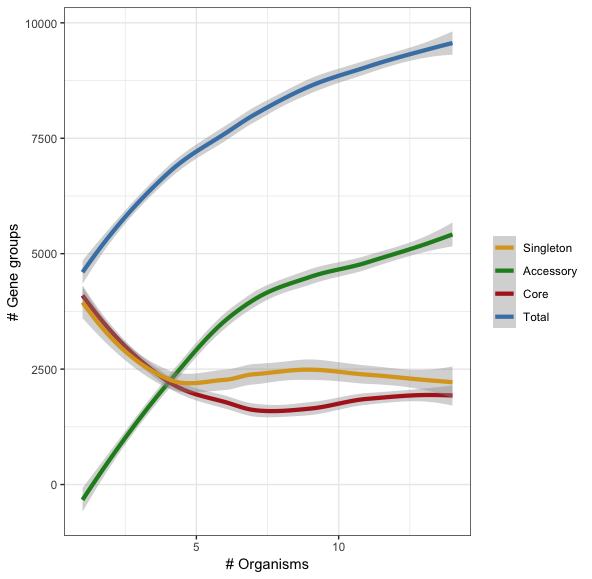 10000
7500
5000
2500
0
# Gene groups
5
10
# Organisms
Singleton
Accessory
Core
Total